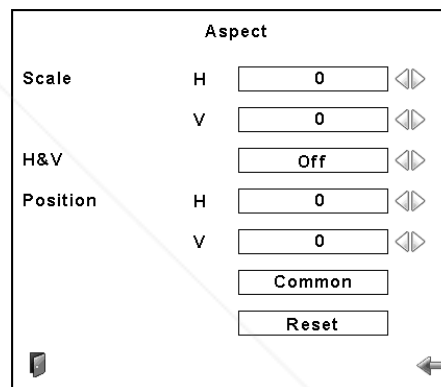 Aspect
Scale H 0
V 0
H&V Off
Position H 0
V 0
Common
Reset